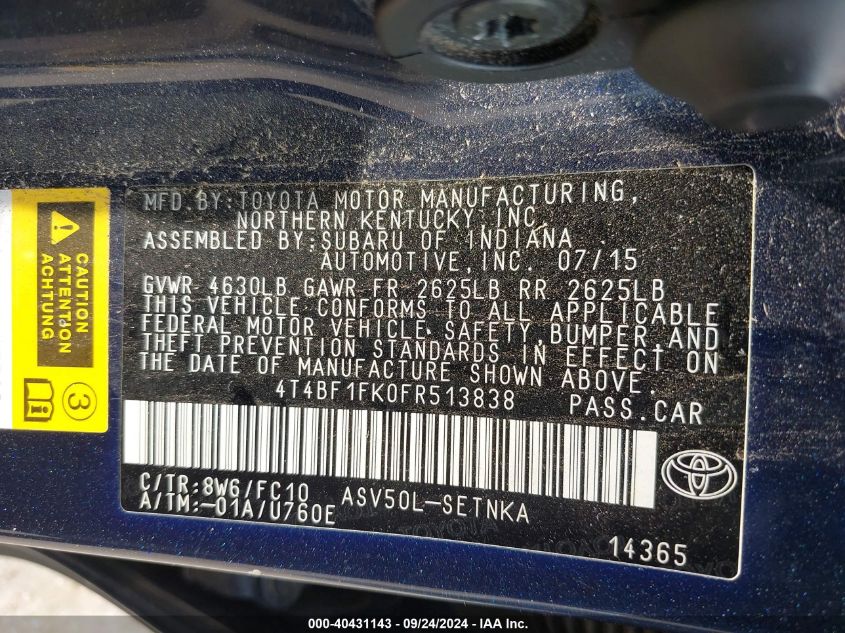 CAUTION
ATTENTION
ACHTUNG
3
MFD.BY:TOYOTA MOTOR MANUFACTURING,
NORTHERN KENTUCKY,INC.
ASSEMBLED BY:SUBARU OF INDIANA
AUTOMOTIVE,INC. 07/15
GVWR 4630LB GAWR FR 2625LB RR 2625LB
THIS VEHICLE CONFORMS TO ALL APPLICABLE
FEDERAL MOTOR VEHICLE SAFETY,BUMPER,AND
THEFT PREVENTION STANDARDS IN EFFECT ON
THE DATE OF MANUFACTURE SHOWN ABOVE.
4T4BF1FK0FR513838 PASS.CAR
C/TR:8W6/FC10 ASV50L-SETNKA
A/TM:-01A/U760E
14365
000-40431143 - 09/24/2024 - IAA Inc.